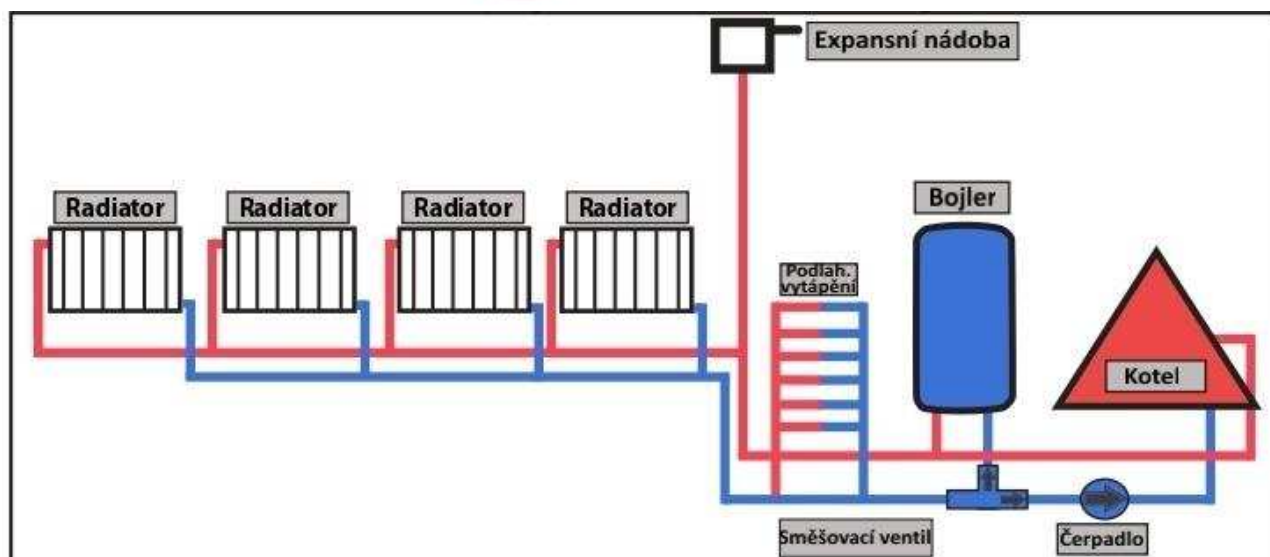 Expansní nádoba
Radiator
Radiator
Radiator
Radiator
Bojler
Podlah.
vytápění
Kotel
Směšovací ventil
Čerpadlo